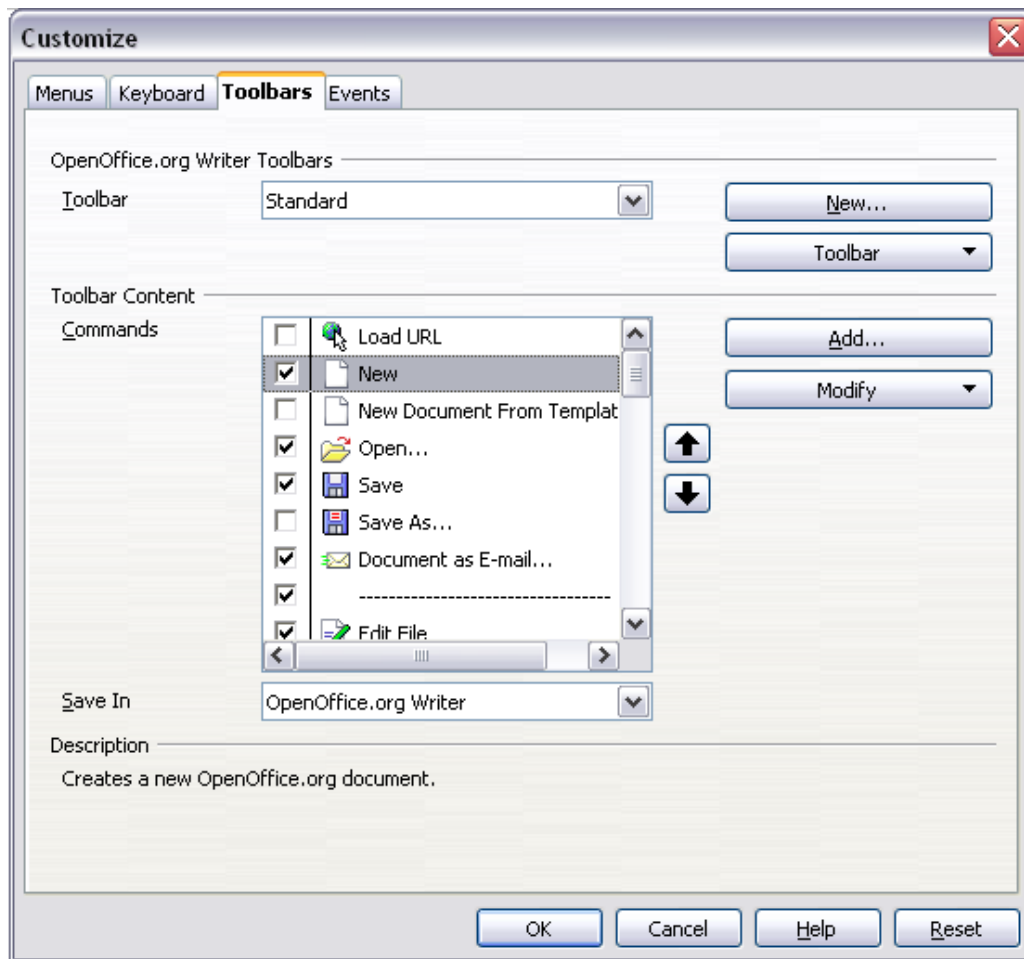 Customize
Menus Keyboard Toolbars Events
OpenOffice.org Writer Toolbars
Toolbar Standard New...
Toolbar
Toolbar Content
Commands Load URL Add...
New Modify
New Document From Templat
Open...
Save
Save As...
Document as E-mail...
----------------------------------
Edit File
Save In OpenOffice.org Writer
Description
Creates a new OpenOffice.org document.
OK Cancel Help Reset